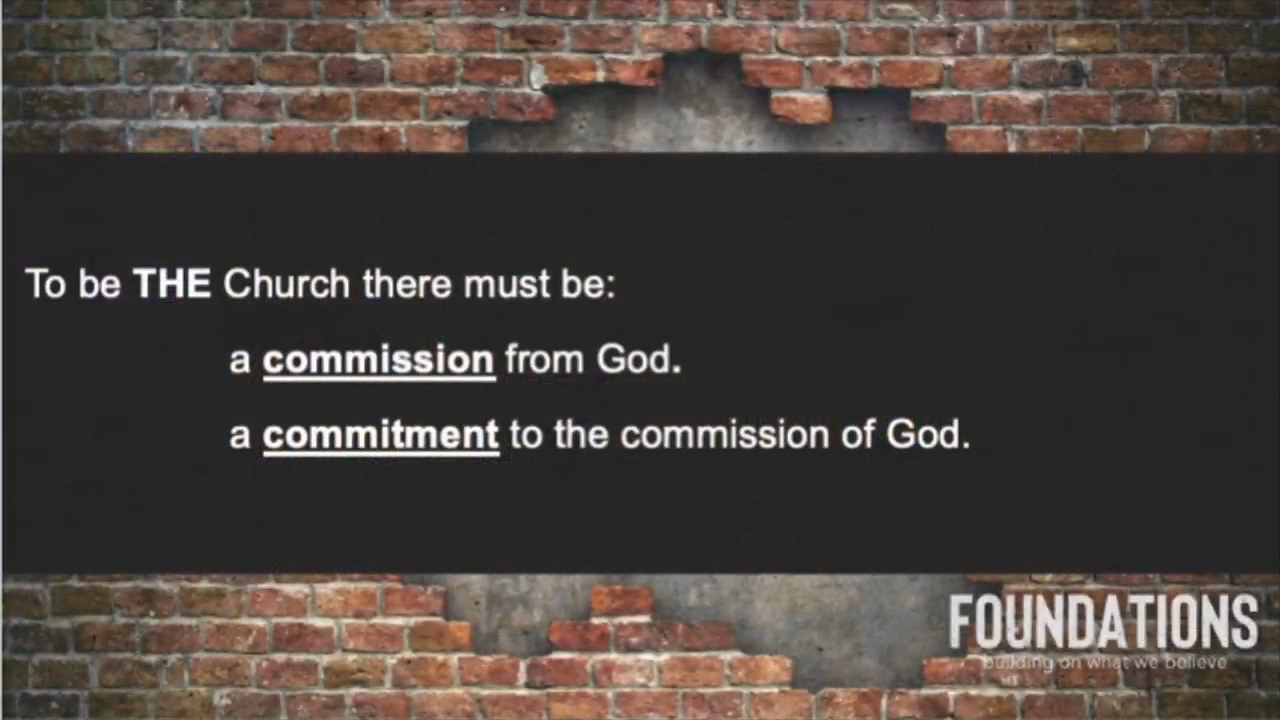 To be THE Church there must be:
a commission from God.
a commitment to the commission of God.
FOUNDATIONS
building on what we believe